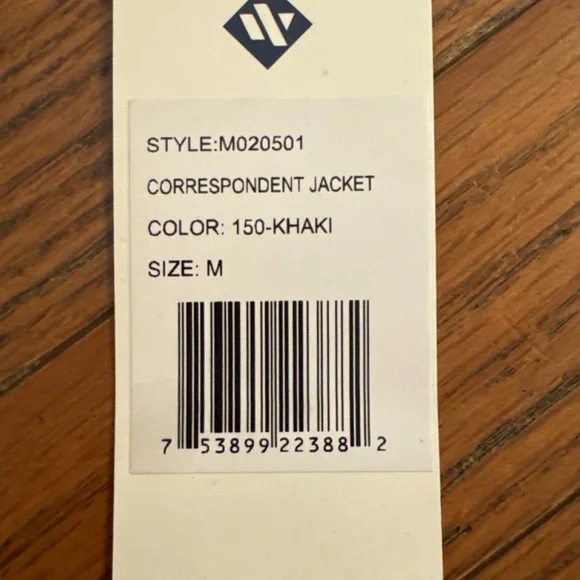 STYLE:M020501
CORRESPONDENT JACKET
COLOR: 150-KHAKI
SIZE: M
7 53899 22388 2